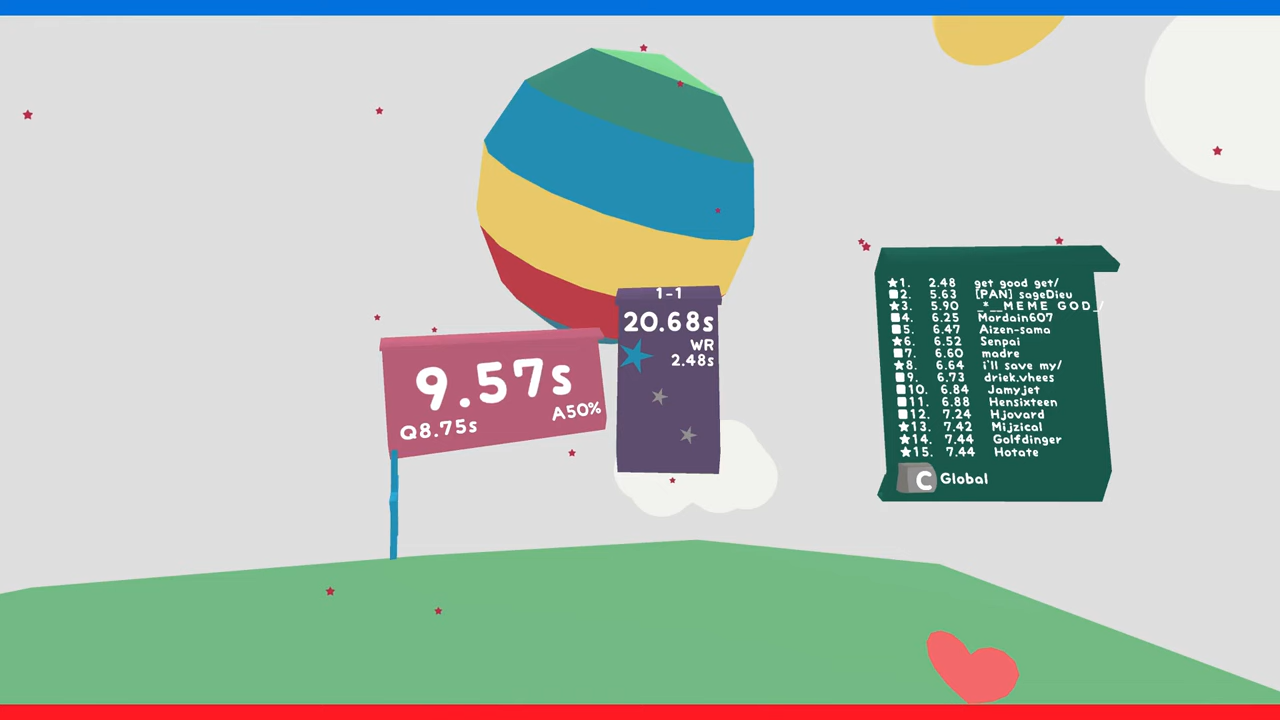 9.57s
Q8.75s
A50%
1-1
20.68s
WR
2.48s
1. 2.48 get good get/
2. 5.63 [PAN] sageDieu
3. 5.90 _*__MEME GOD_/
4. 6.25 Mordain607
5. 6.47 Aizen-sama
6. 6.52 Senpai
7. 6.60 madre
8. 6.64 i'll save my/
9. 6.73 driek.vhees
10. 6.84 Jamyjet
11. 6.88 Hensixteen
12. 7.24 Hjovard
13. 7.42 Mijzical
14. 7.44 Golfdinger
15. 7.44 Hotate
C Global